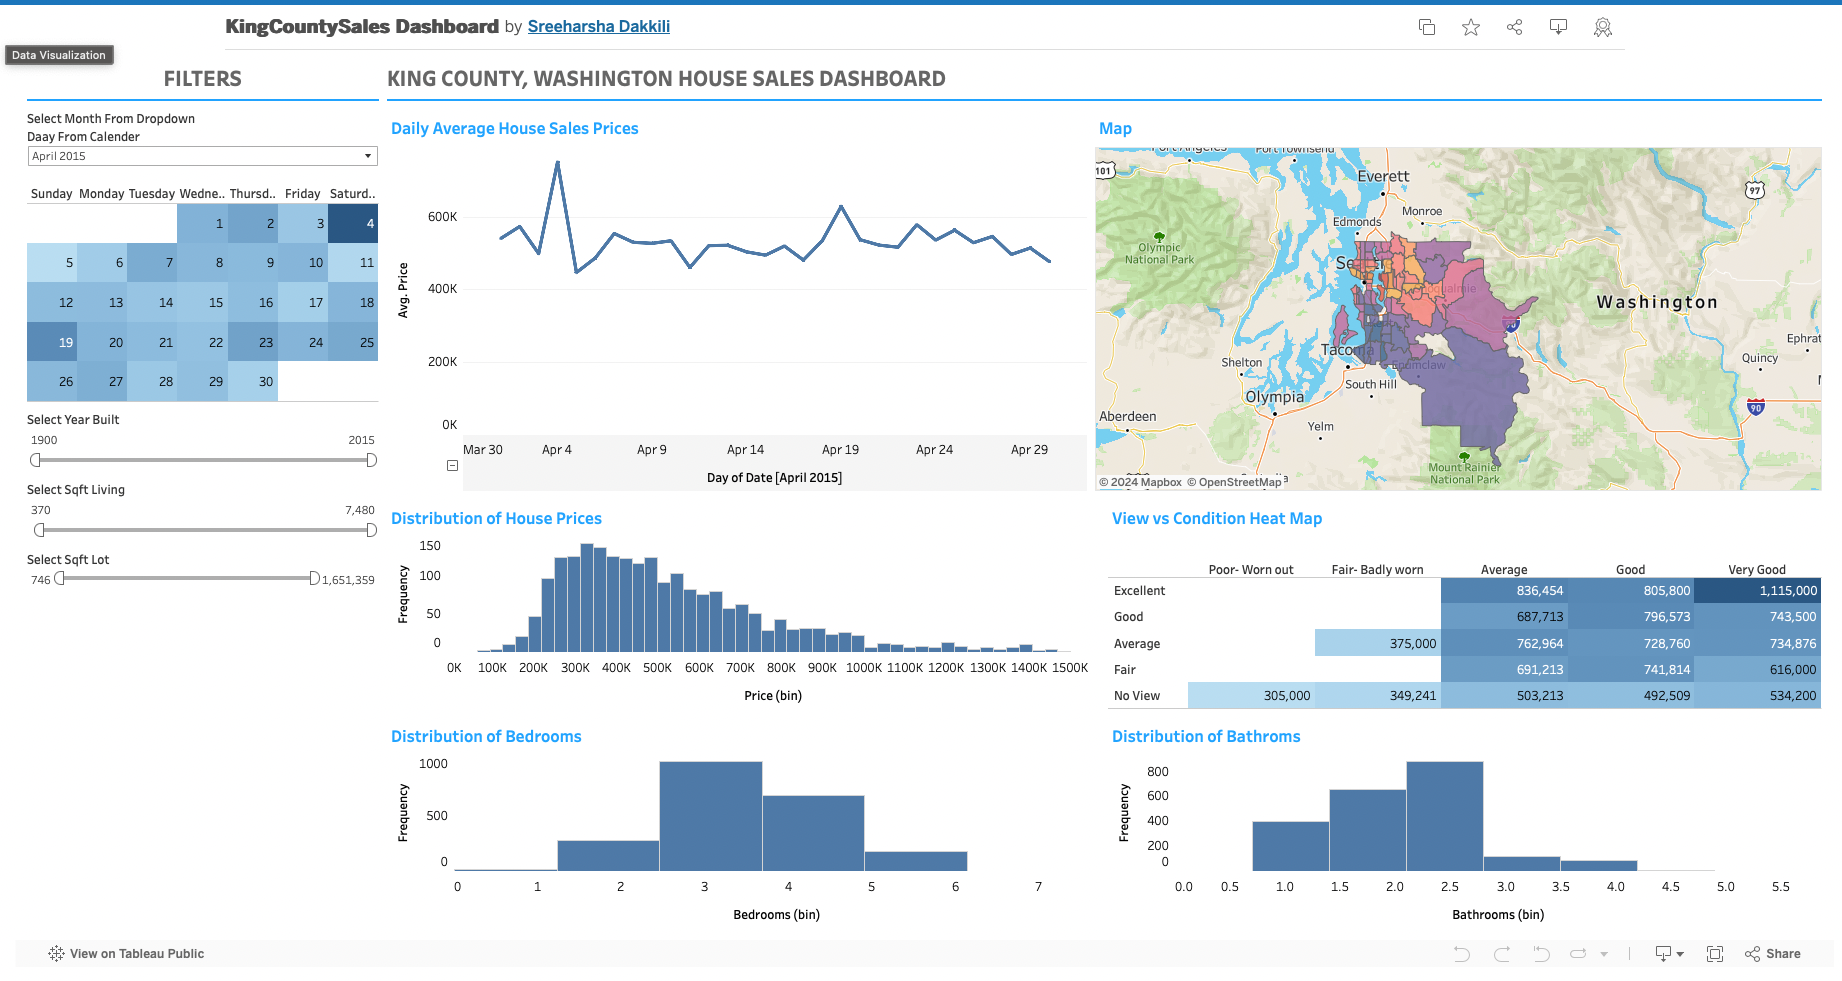 KingCountySales Dashboard by Sreeharsha Dakkili
Data Visualization
FILTERS
KING COUNTY, WASHINGTON HOUSE SALES DASHBOARD
Select Month From Dropdown
Daay From Calender
April 2015
Sunday Monday Tuesday Wedne.. Thursd.. Friday Saturd..
1 2 3 4
5 6 7 8 9 10 11
12 13 14 15 16 17 18
19 20 21 22 23 24 25
26 27 28 29 30
Select Year Built
1900 2015
Select Sqft Living
370 7,480
Select Sqft Lot
746 1,651,359
Daily Average House Sales Prices
Avg. Price
600K
400K
200K
0K
Mar 30 Apr 4 Apr 9 Apr 14 Apr 19 Apr 24 Apr 29
Day of Date [April 2015]
Map
Port Angeles
Port Townsend
101
Everett
97
Monroe
Edmonds
Olympic
National Park
Washington
Tacoma
Ephrat
Quincy
Shelton
Enumclaw
South Hill
Olympia
90
Aberdeen
Yelm
Mount Rainier
National Park
© 2024 Mapbox © OpenStreetMap
Distribution of House Prices
Frequency
150
100
50
0
0K 100K 200K 300K 400K 500K 600K 700K 800K 900K 1000K 1100K 1200K 1300K 1400K 1500K
Price (bin)
View vs Condition Heat Map
Poor- Worn out Fair- Badly worn Average Good Very Good
Excellent 836,454 805,800 1,115,000
Good 687,713 796,573 743,500
Average 375,000 762,964 728,760 734,876
Fair 691,213 741,814 616,000
No View 305,000 349,241 503,213 492,509 534,200
Distribution of Bedrooms
Frequency
1000
500
0
0 1 2 3 4 5 6 7
Bedrooms (bin)
Distribution of Bathroms
Frequency
800
600
400
200
0
0.0 0.5 1.0 1.5 2.0 2.5 3.0 3.5 4.0 4.5 5.0 5.5
Bathrooms (bin)
View on Tableau Public
Share